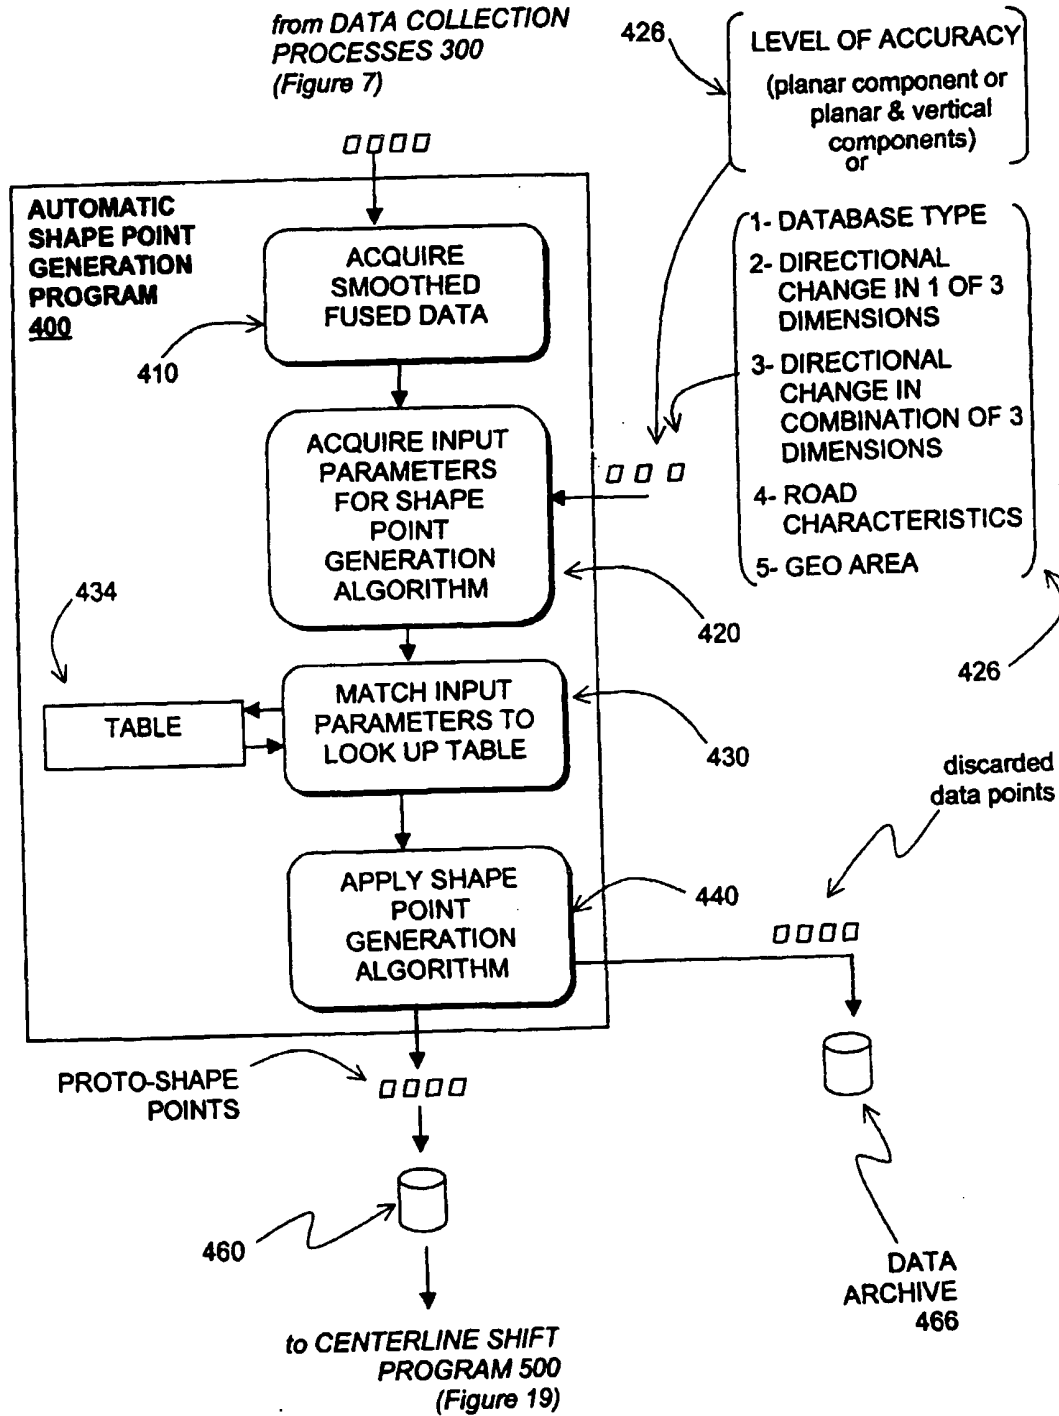 from DATA COLLECTION
PROCESSES 300
(Figure 7)
426
LEVEL OF ACCURACY
(planar component or
planar & vertical
components)
or
AUTOMATIC
SHAPE POINT
GENERATION
PROGRAM
400
ACQUIRE
SMOOTHED
FUSED DATA
410
1- DATABASE TYPE
2- DIRECTIONAL
CHANGE IN 1 OF 3
DIMENSIONS
3- DIRECTIONAL
CHANGE IN
COMBINATION OF 3
DIMENSIONS
4- ROAD
CHARACTERISTICS
5- GEO AREA
426
ACQUIRE INPUT
PARAMETERS
FOR SHAPE
POINT
GENERATION
ALGORITHM
420
434
TABLE
MATCH INPUT
PARAMETERS TO
LOOK UP TABLE
430
discarded
data points
APPLY SHAPE
POINT
GENERATION
ALGORITHM
440
PROTO-SHAPE
POINTS
460
DATA
ARCHIVE
466
to CENTERLINE SHIFT
PROGRAM 500
(Figure 19)